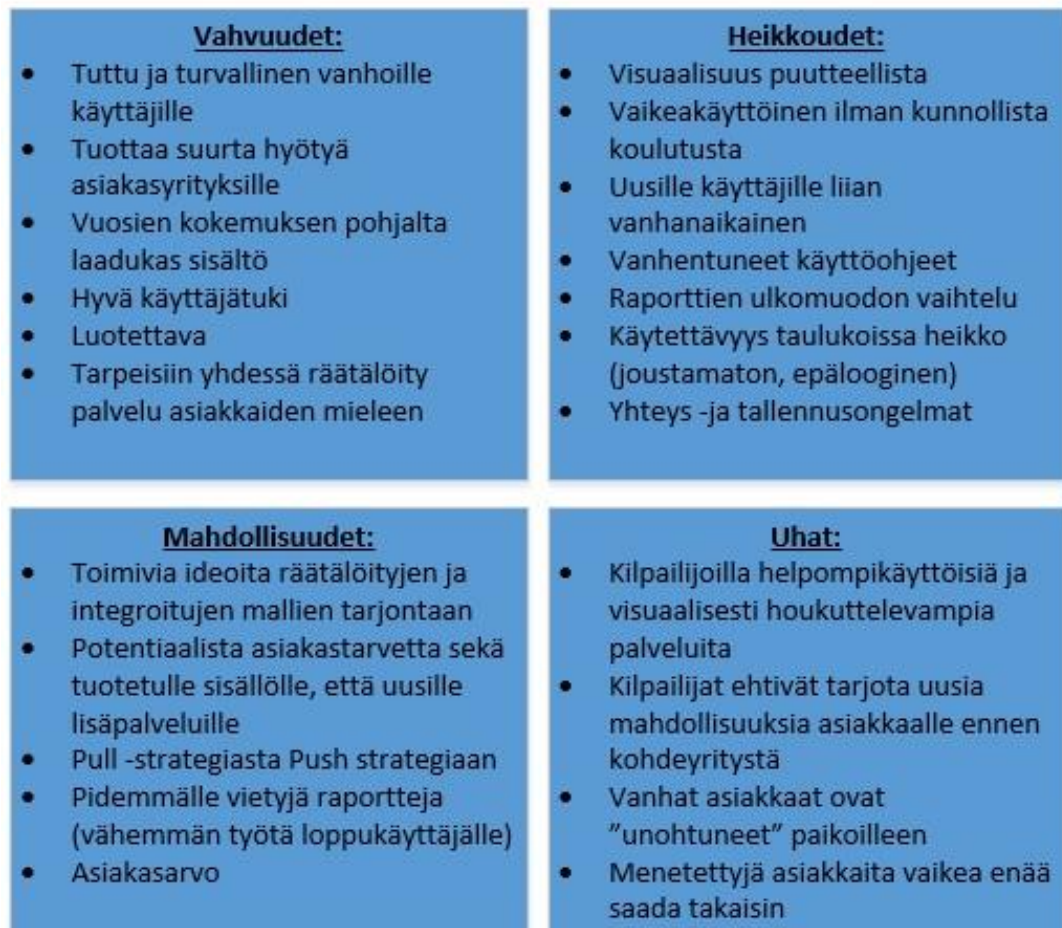 Vahvuudet:
• Tuttu ja turvallinen vanhoille
käyttäjille
• Tuottaa suurta hyötyä
asiakasyrityksille
• Vuosien kokemuksen pohjalta
laadukas sisältö
• Hyvä käyttäjätuki
• Luotettava
• Tarpeisiin yhdessä räätälöity
palvelu asiakkaiden mieleen
Heikkoudet:
• Visuaalisuus puutteellista
• Vaikeakäyttöinen ilman kunnollista
koulutusta
• Uusille käyttäjille liian
vanhanaikainen
• Vanhentuneet käyttöohjeet
• Raporttien ulkomuodon vaihtelu
• Käytettävyys taulukoissa heikko
(joustamaton, epälooginen)
• Yhteys -ja tallennusongelmat
Mahdollisuudet:
• Toimivia ideoita räätälöityjen ja
integroitujen mallien tarjontaan
• Potentiaalista asiakastarvetta sekä
tuotetulle sisällölle, että uusille
lisäpalveluille
• Pull -strategiasta Push strategiaan
• Pidemmälle vietyjä raportteja
(vähemmän työtä loppukäyttäjälle)
• Asiakasarvo
Uhat:
• Kilpailijoilla helpompikäyttöisiä ja
visuaalisesti houkuttelevampia
palveluita
• Kilpailijat ehtivät tarjota uusia
mahdollisuuksia asiakkaalle ennen
kohdeyritystä
• Vanhat asiakkaat ovat
”unohtuneet” paikoilleen
• Menetettyjä asiakkaita vaikea enää
saada takaisin